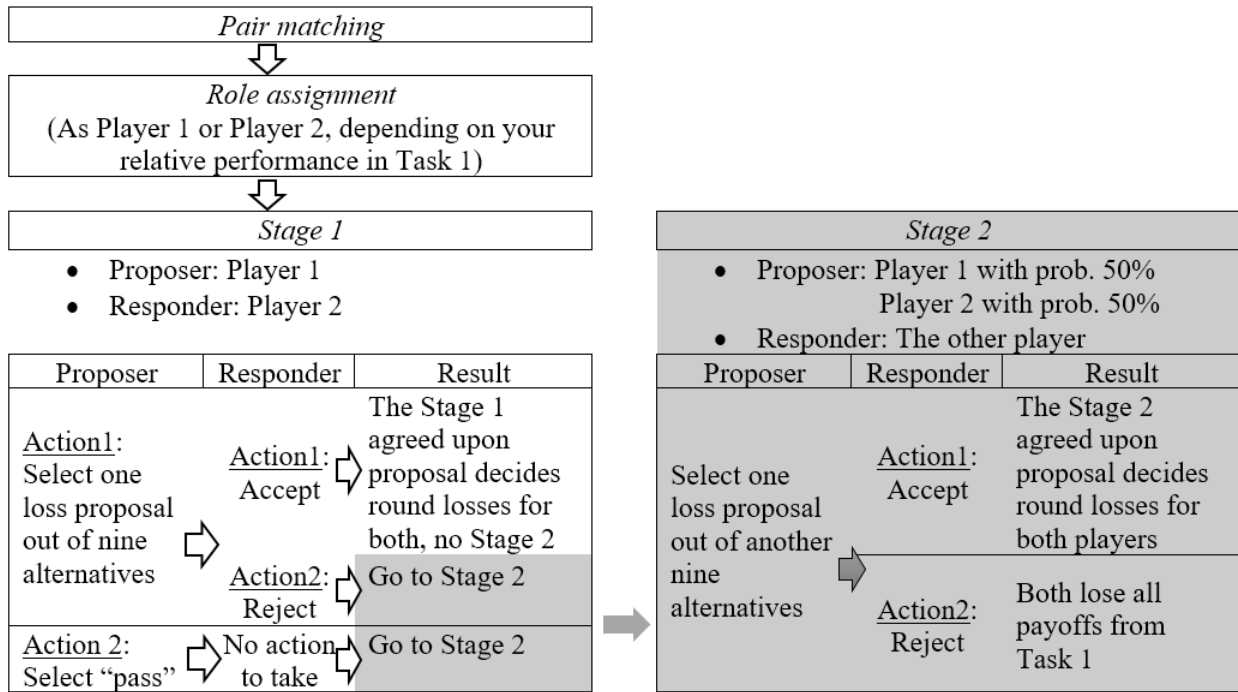 Pair matching
Role assignment
(As Player 1 or Player 2, depending on your
relative performance in Task 1)
Stage 1
• Proposer: Player 1
• Responder: Player 2
Proposer
Responder
Result
Action1:
Select one
loss proposal
out of nine
alternatives
Action1:
Accept
The Stage 1
agreed upon
proposal decides
round losses for
both, no Stage 2
Action2:
Reject
Go to Stage 2
Action 2:
Select “pass”
No action
to take
Go to Stage 2
Stage 2
• Proposer: Player 1 with prob. 50%
Player 2 with prob. 50%
• Responder: The other player
Proposer
Responder
Result
Select one
loss proposal
out of another
nine
alternatives
Action1:
Accept
The Stage 2
agreed upon
proposal decides
round losses for
both players
Action2:
Reject
Both lose all
payoffs from
Task 1